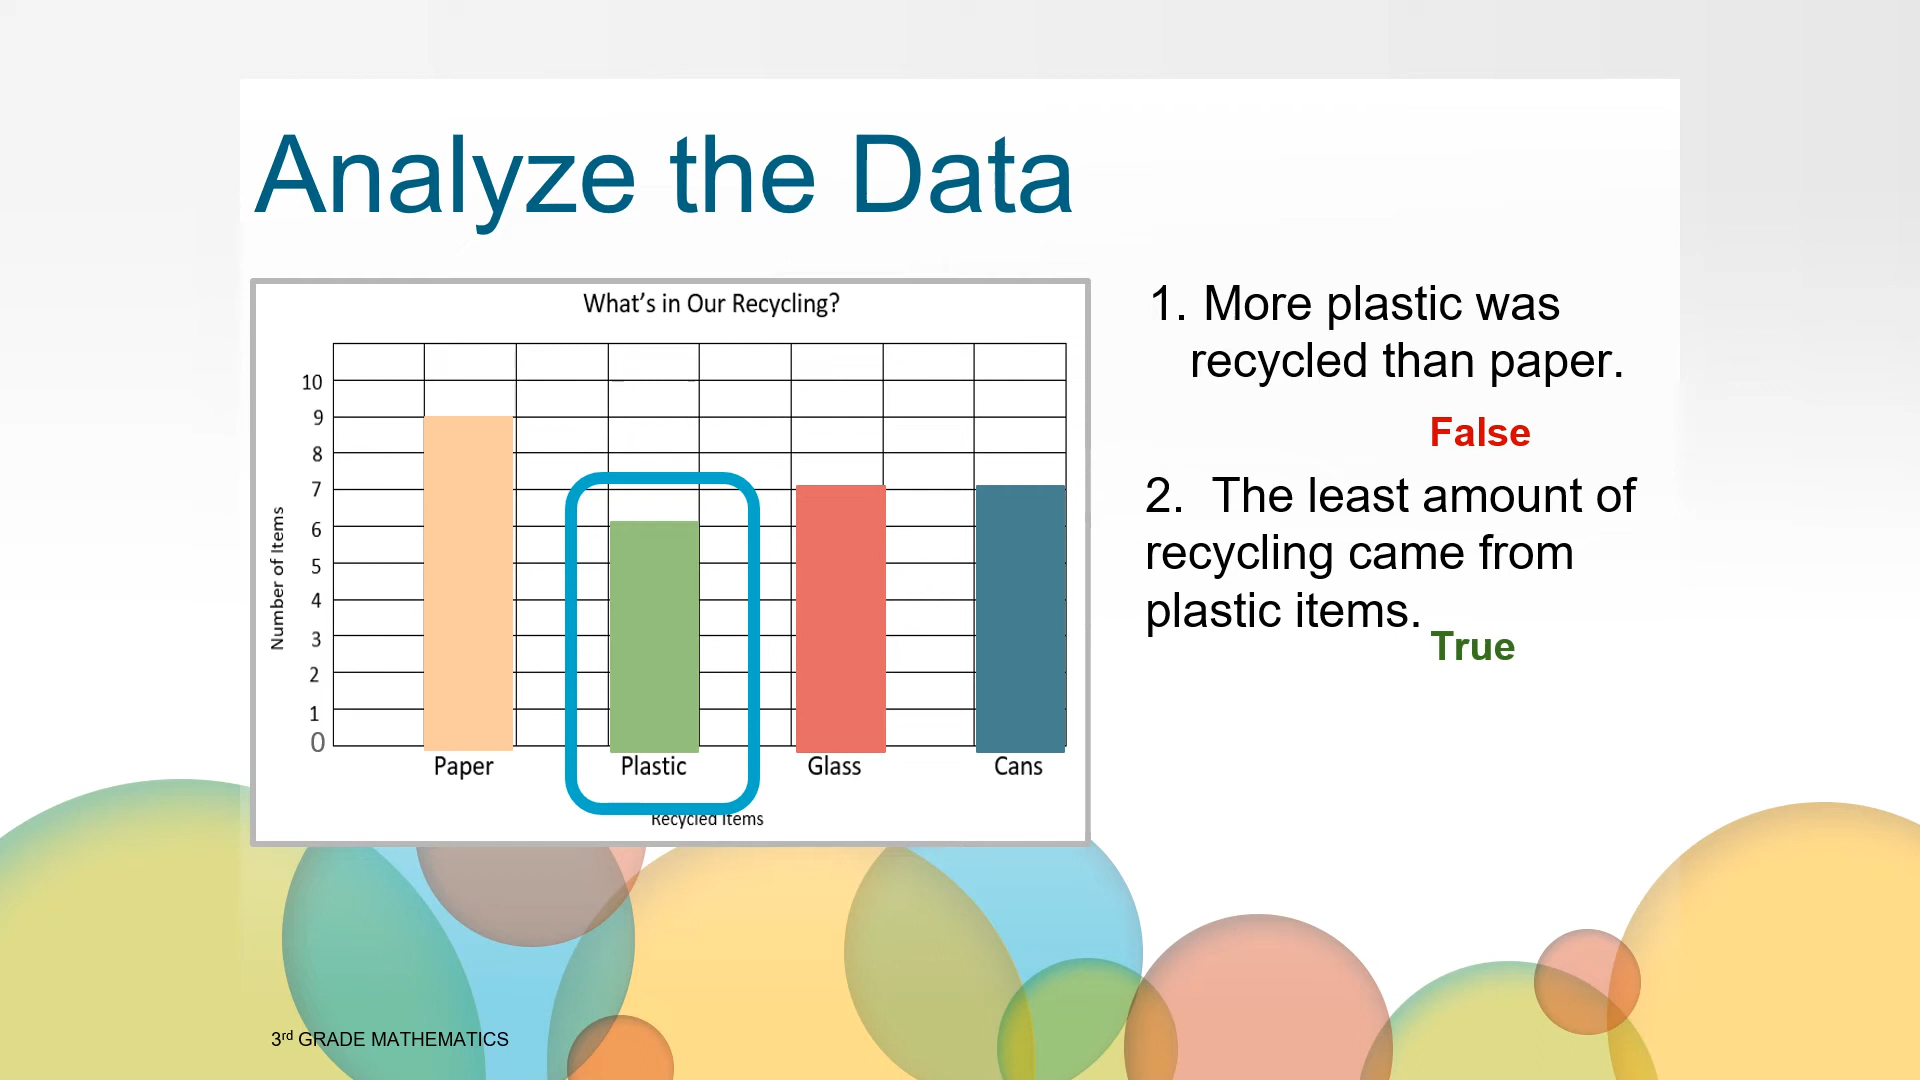 Analyze the Data
What's in Our Recycling?
10
9
8
7
6
5
4
3
2
1
0
Number of Items
Paper Plastic Glass Cans
Recycled Items
1. More plastic was
recycled than paper.
False
2. The least amount of
recycling came from
plastic items.
True
3rd GRADE MATHEMATICS